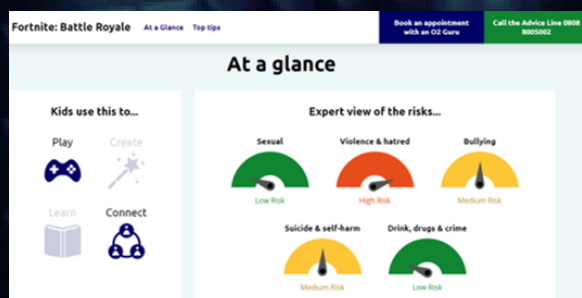 Fortnite: Battle Royale
At a Glance
Top tips
Book an appointment
with an O2 Guru
Call the Advice Line 0808
8005002
At a glance
Kids use this to...
Play
Create
Learn
Connect
Expert view of the risks...
Sexual
Low Risk
Violence & hatred
High Risk
Bullying
Medium Risk
Suicide & self-harm
Medium Risk
Drink, drugs & crime
Low Risk